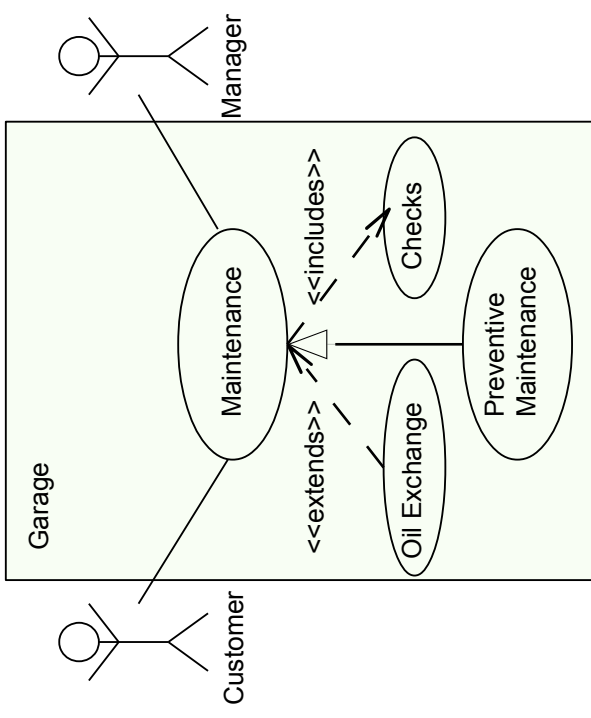 Garage
Customer
Manager
Maintenance
<<extends>>
<<includes>>
Oil Exchange
Checks
Preventive
Maintenance